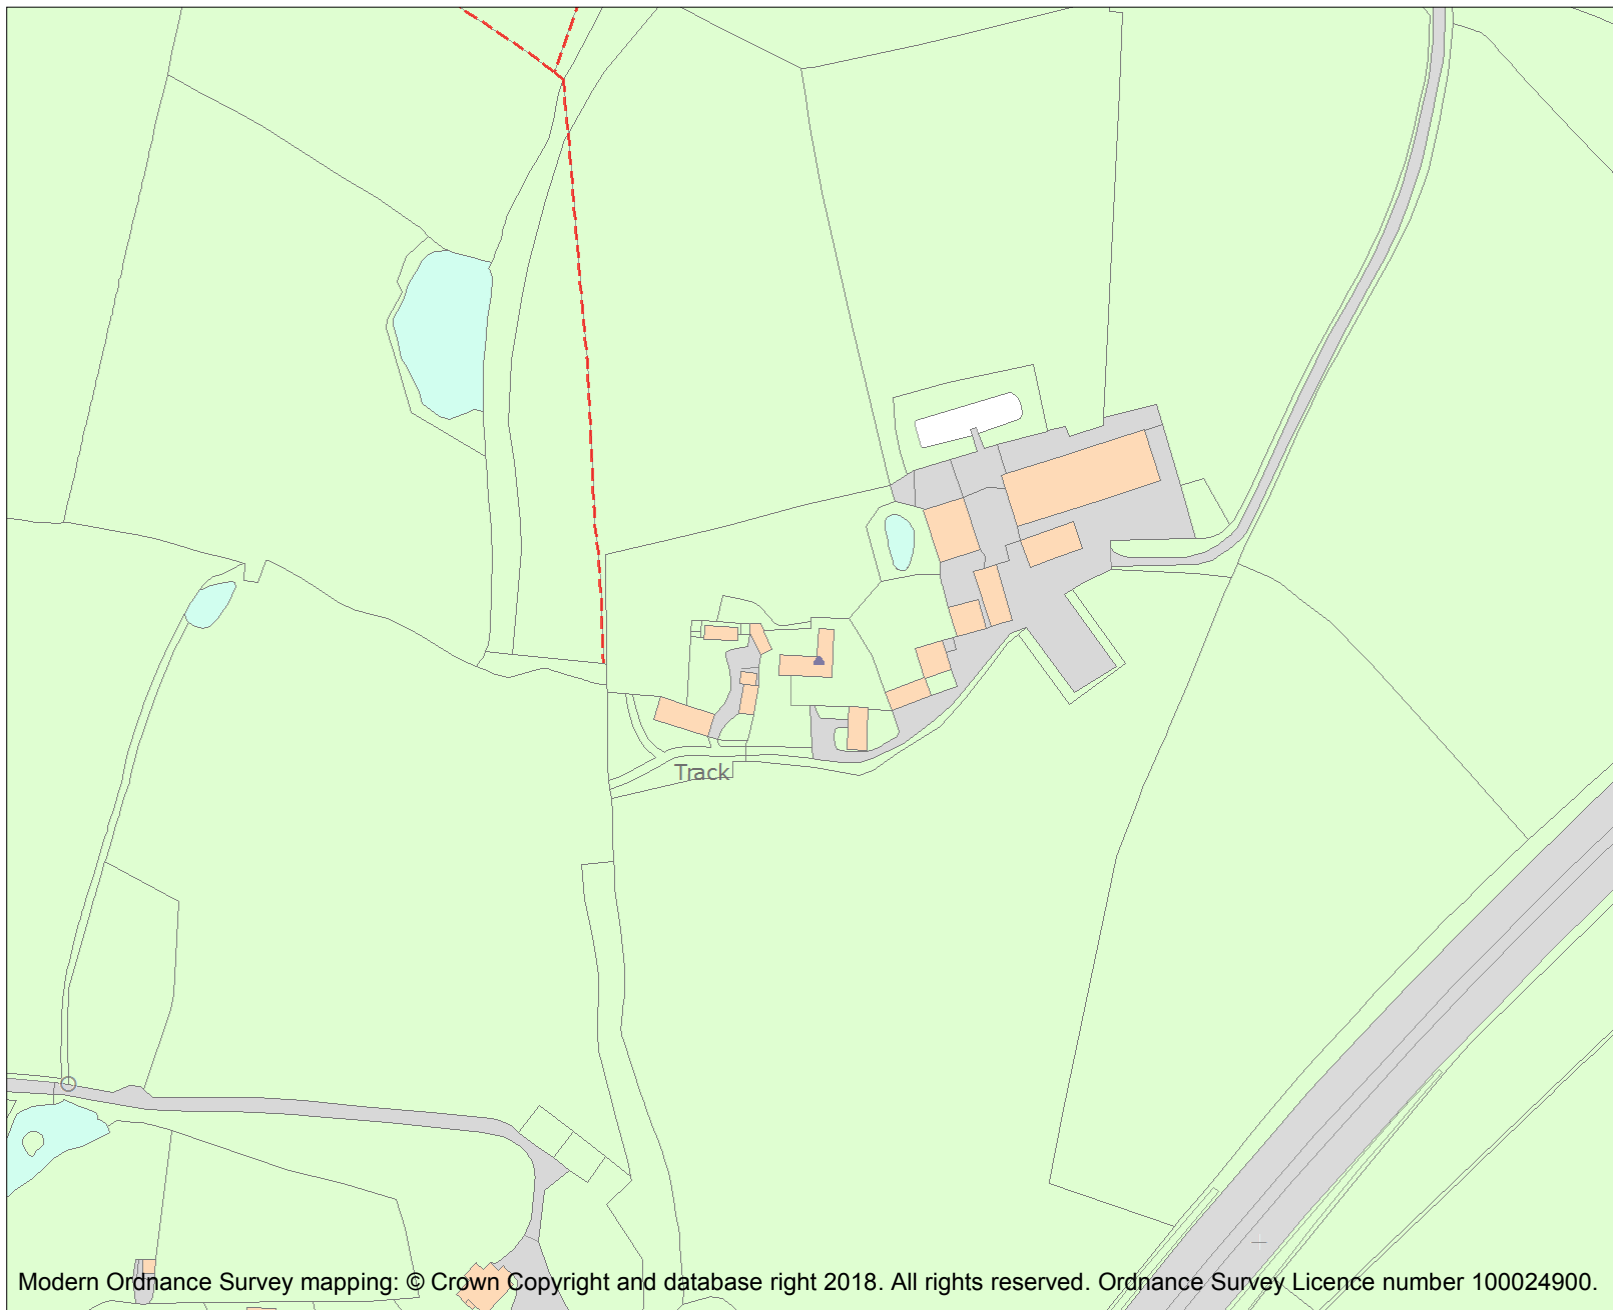 Track
Modern Ordnance Survey mapping: © Crown Copyright and database right 2018. All rights reserved. Ordnance Survey Licence number 100024900.